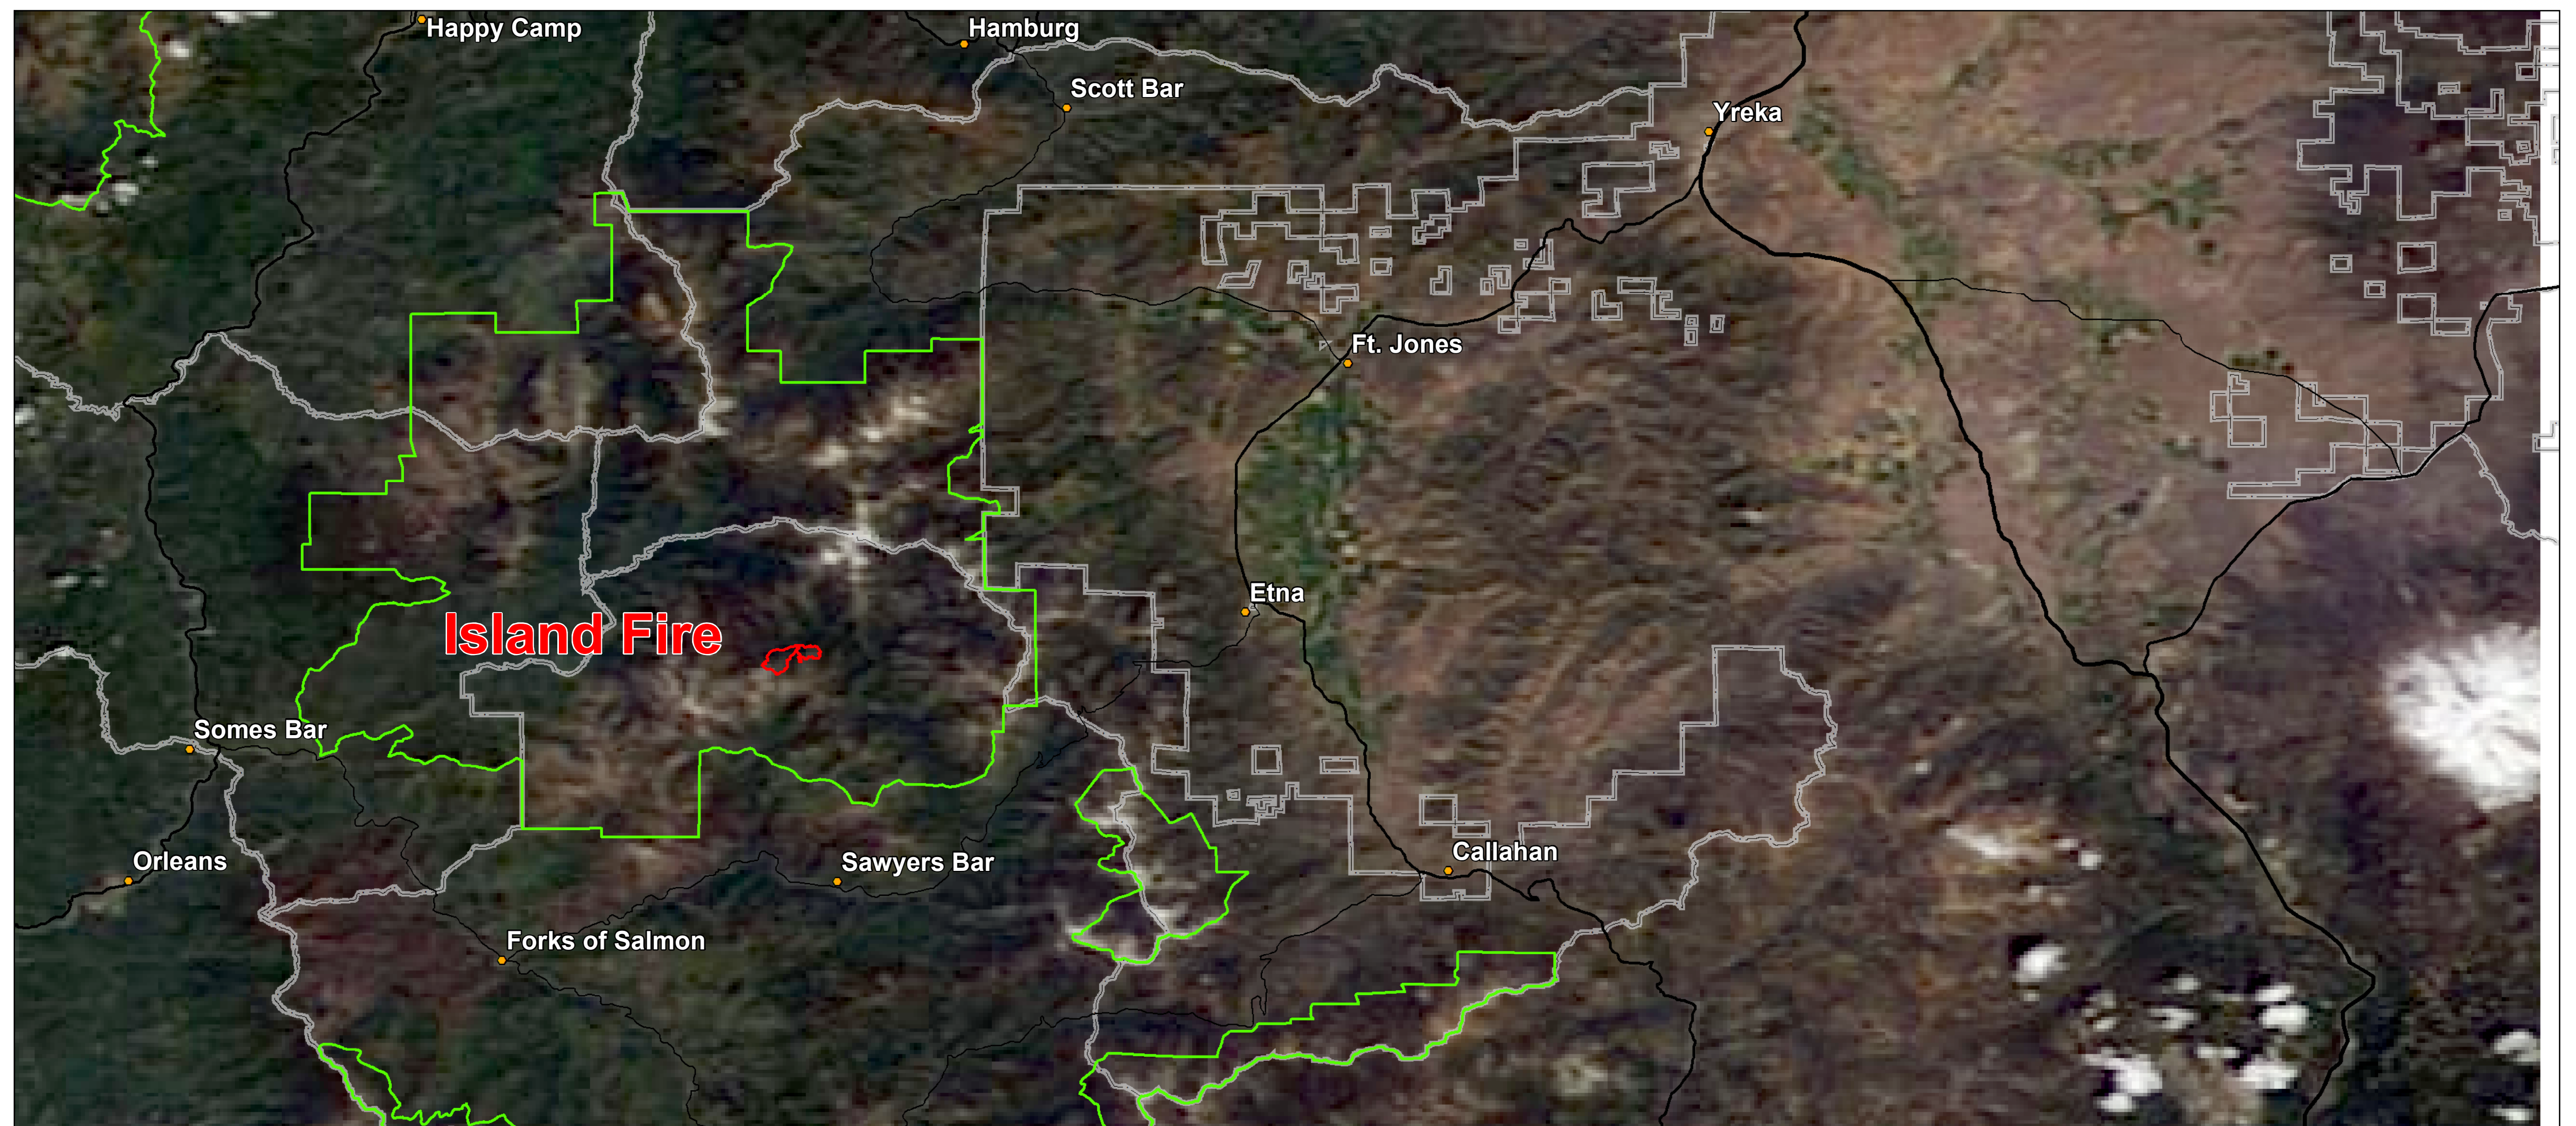 Happy Camp
Hamburg
Scott Bar
Yreka
Ft. Jones
Etna
Island Fire
Somes Bar
Callahan
Orleans
Sawyers Bar
Forks of Salmon